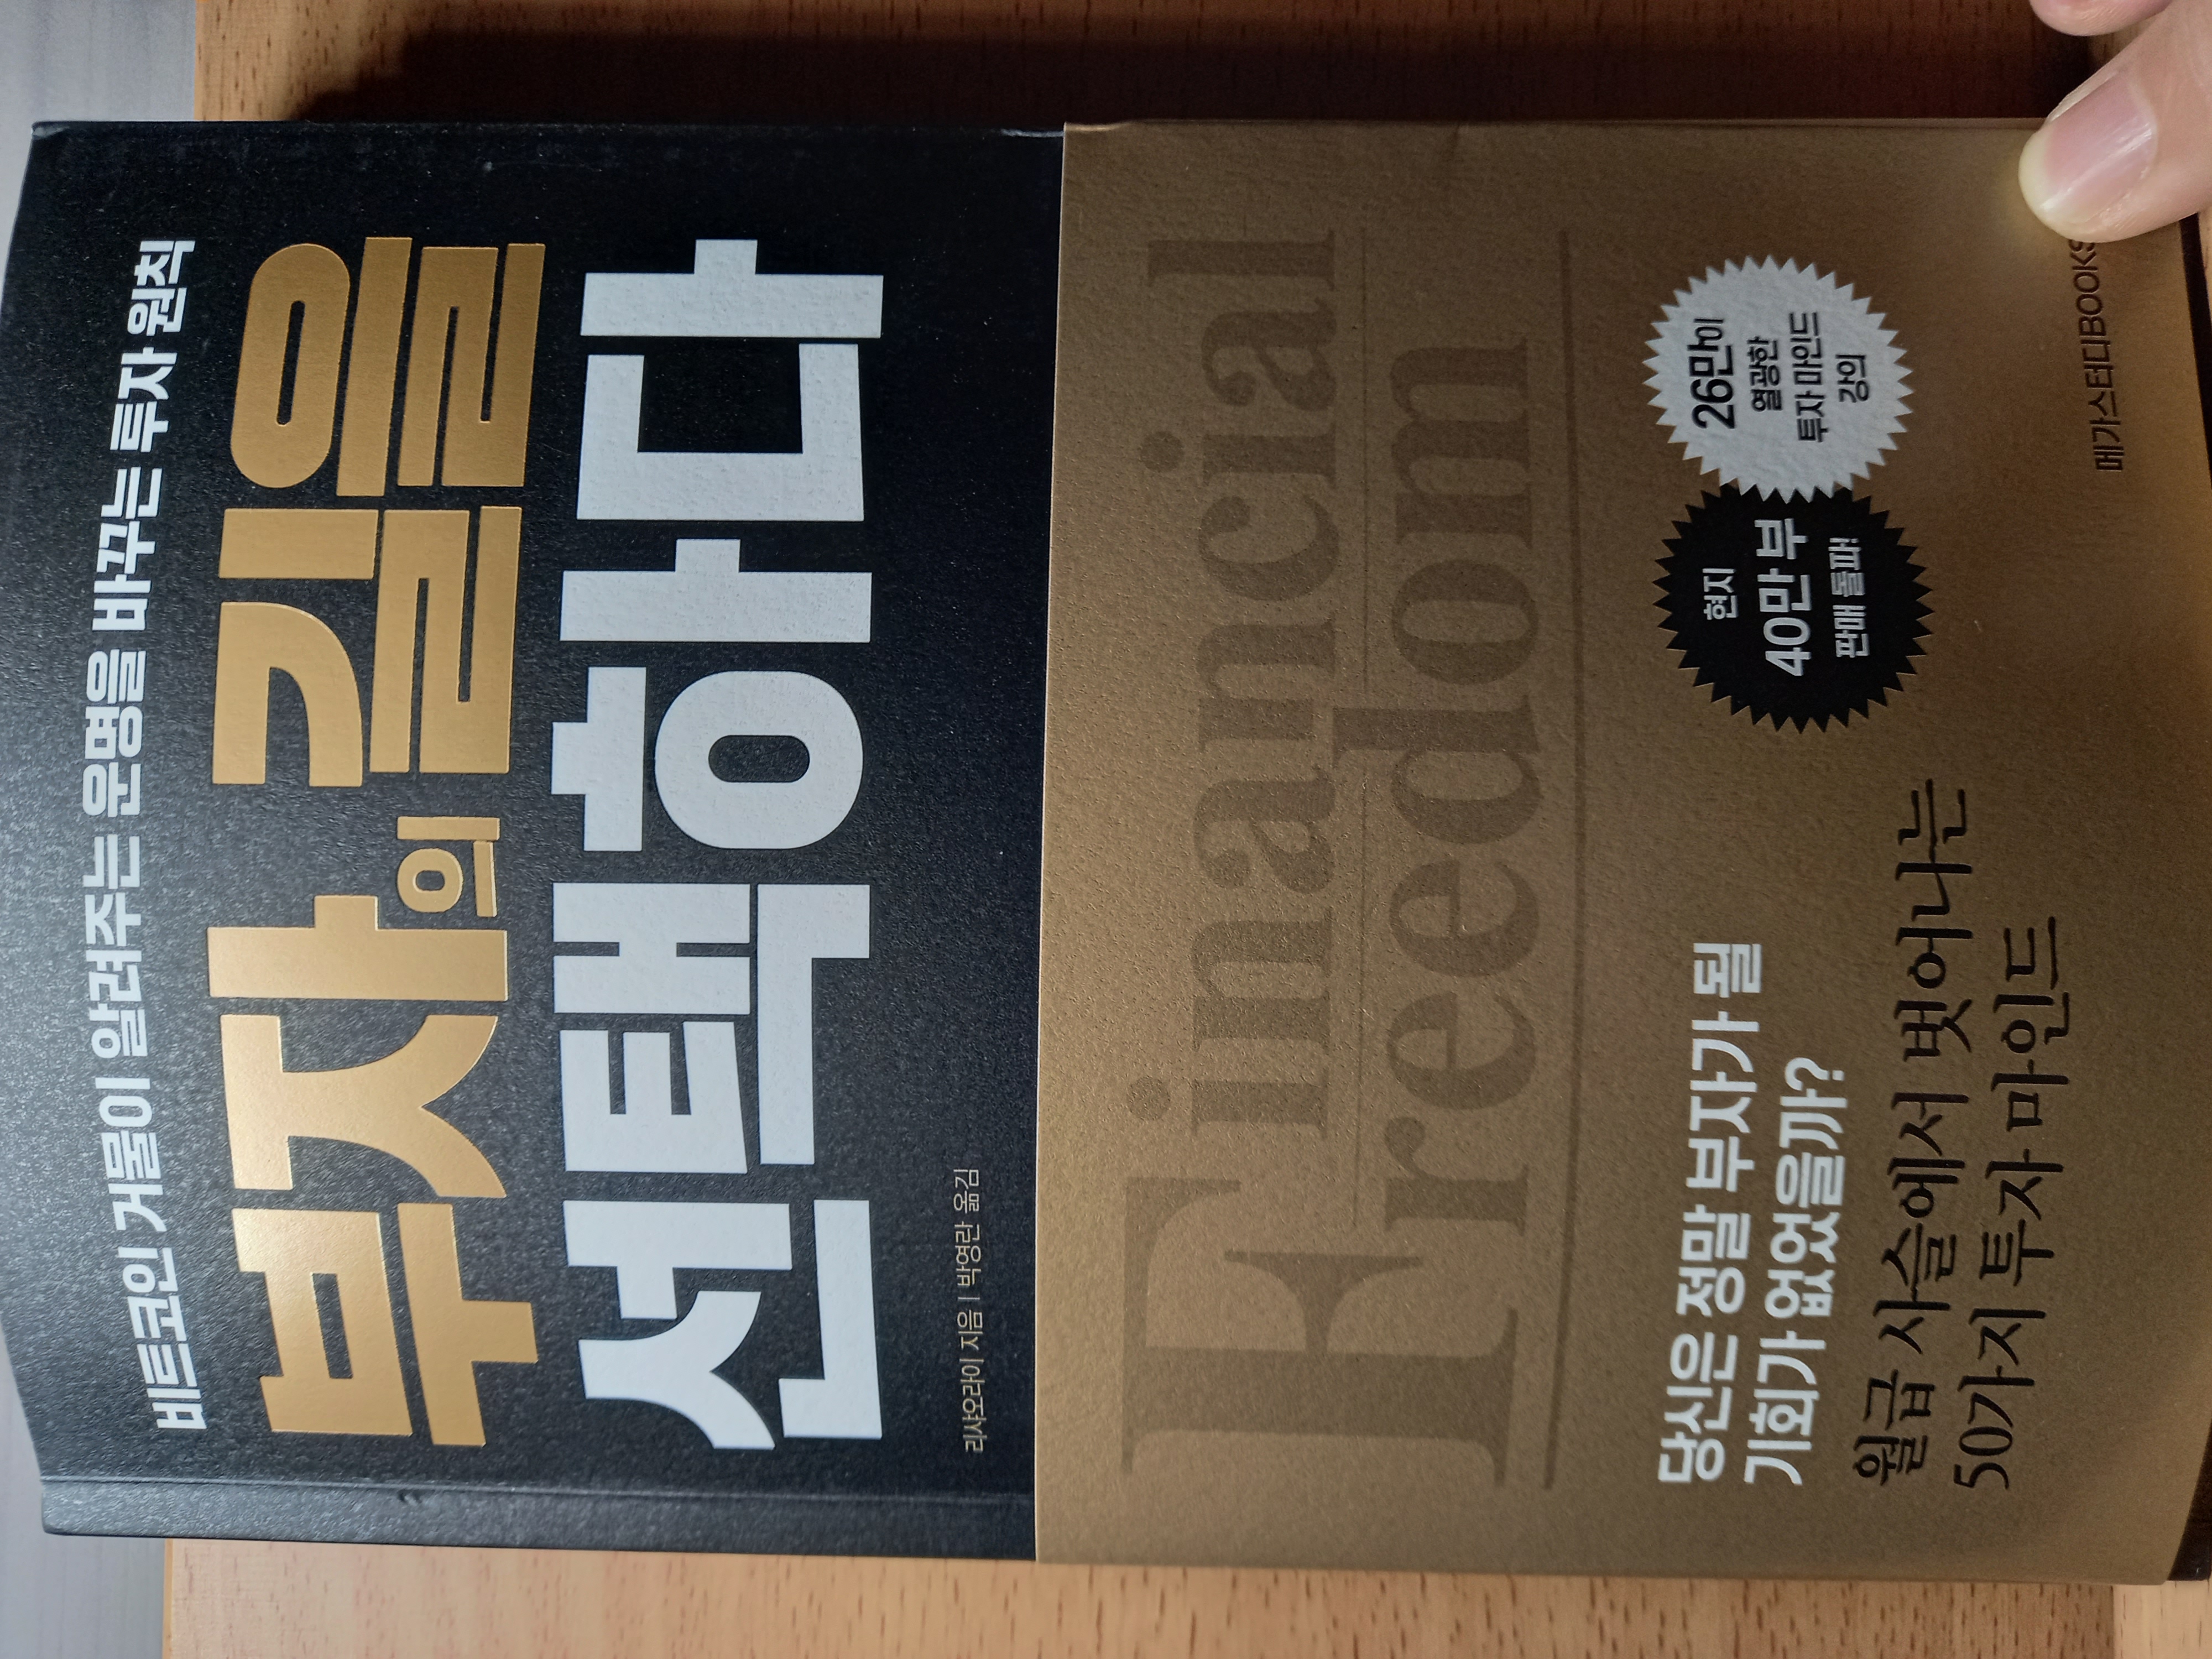 비트코인 거물이 알려주는 운명을 바꾸는 투자 원칙
부자의 길을
선택하다
리샤오라이 지음 | 박영란 옮김
Financial
Freedom
당신은 정말 부자가 될
기회가 없었을까?
월급 사슬에서 벗어나는
50가지 투자 마인드
현지
40만 부
판매 돌파!
26만이
열광한
투자 마인드
강의
메가스터디BOOKS